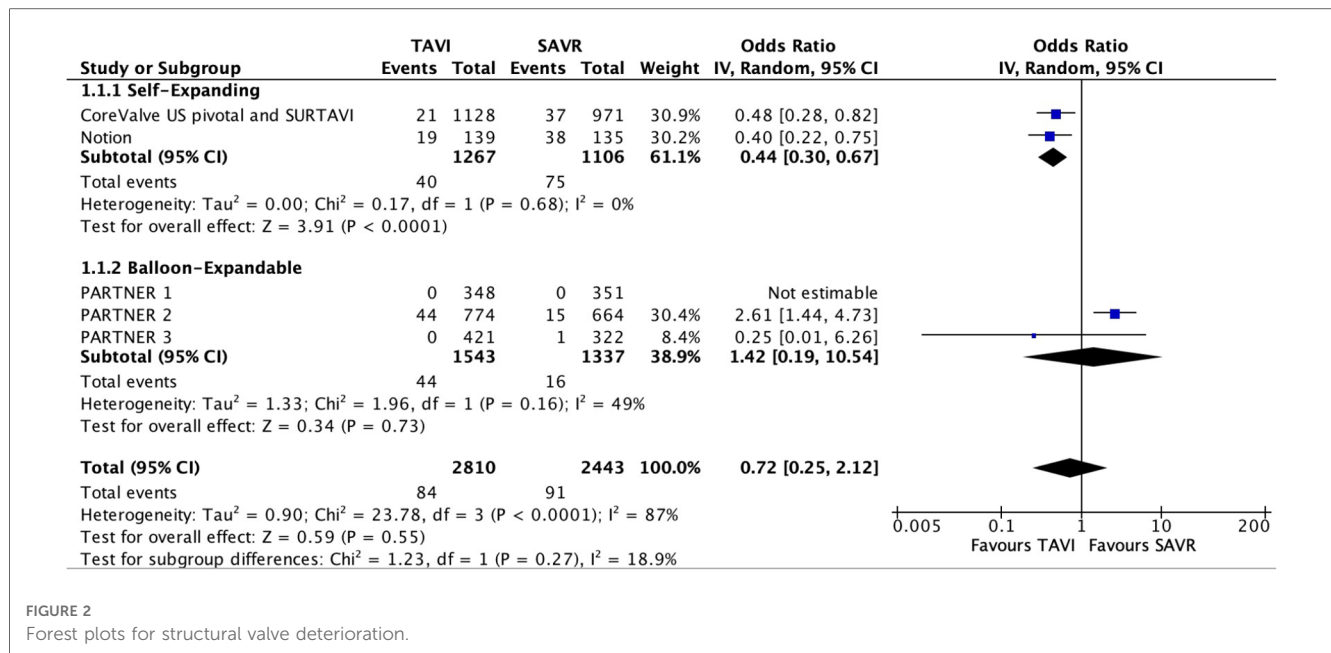 TAVI SAVR Odds Ratio Odds Ratio
Study or Subgroup Events Total Events Total Weight IV, Random, 95% CI IV, Random, 95% CI
1.1.1 Self-Expanding
CoreValve US pivotal and SURTAVI 21 1128 37 971 30.9% 0.48 [0.28, 0.82]
Notion 19 139 38 135 30.2% 0.40 [0.22, 0.75]
Subtotal (95% CI) 1267 1106 61.1% 0.44 [0.30, 0.67]
Total events 40 75
Heterogeneity: Tau² = 0.00; Chi² = 0.17, df = 1 (P = 0.68); I² = 0%
Test for overall effect: Z = 3.91 (P < 0.0001)
1.1.2 Balloon-Expandable
PARTNER 1 0 348 0 351 Not estimable
PARTNER 2 44 774 15 664 30.4% 2.61 [1.44, 4.73]
PARTNER 3 0 421 1 322 8.4% 0.25 [0.01, 6.26]
Subtotal (95% CI) 1543 1337 38.9% 1.42 [0.19, 10.54]
Total events 44 16
Heterogeneity: Tau² = 1.33; Chi² = 1.96, df = 1 (P = 0.16); I² = 49%
Test for overall effect: Z = 0.34 (P = 0.73)
Total (95% CI) 2810 2443 100.0% 0.72 [0.25, 2.12]
Total events 84 91
Heterogeneity: Tau² = 0.90; Chi² = 23.78, df = 3 (P < 0.0001); I² = 87%
Test for overall effect: Z = 0.59 (P = 0.55)
Test for subgroup differences: Chi² = 1.23, df = 1 (P = 0.27), I² = 18.9%
0.005 0.1 1 10 200
Favours TAVI Favours SAVR
FIGURE 2
Forest plots for structural valve deterioration.